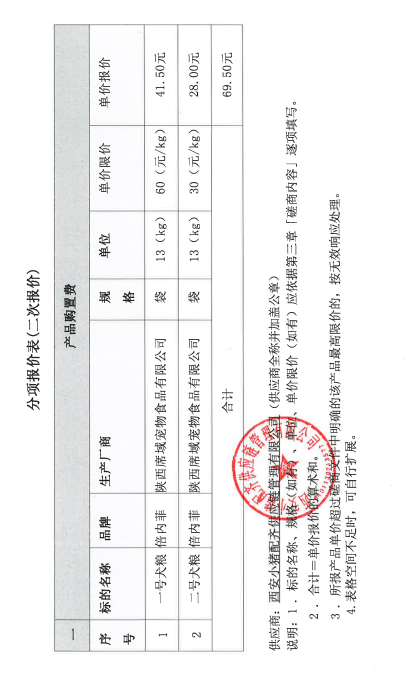 分项报价表(二次报价)
一 产品购置费
序号 标的名称 品牌 生产厂商 规格 单位 单价限价 单价报价
1 一号犬粮 倍内菲 陕西席域宠物食品有限公司 袋 13（kg） 60（元/kg） 41.50元
2 二号犬粮 倍内菲 陕西席域宠物食品有限公司 袋 13（kg） 30（元/kg） 28.00元
合计 69.50元
供应商：西安小猪配齐供应链管理有限公司（供应商全称并加盖公章）
说明：1．标的名称、规格（如有）、单位、单价限价（如有）应依据第三章「磋商内容」逐项填写。
2．合计＝单价报价的算术和。
3．所报产品单价超过磋商文件中明确的该产品最高限价的，按无效响应处理。
4.表格空间不足时，可自行扩展。